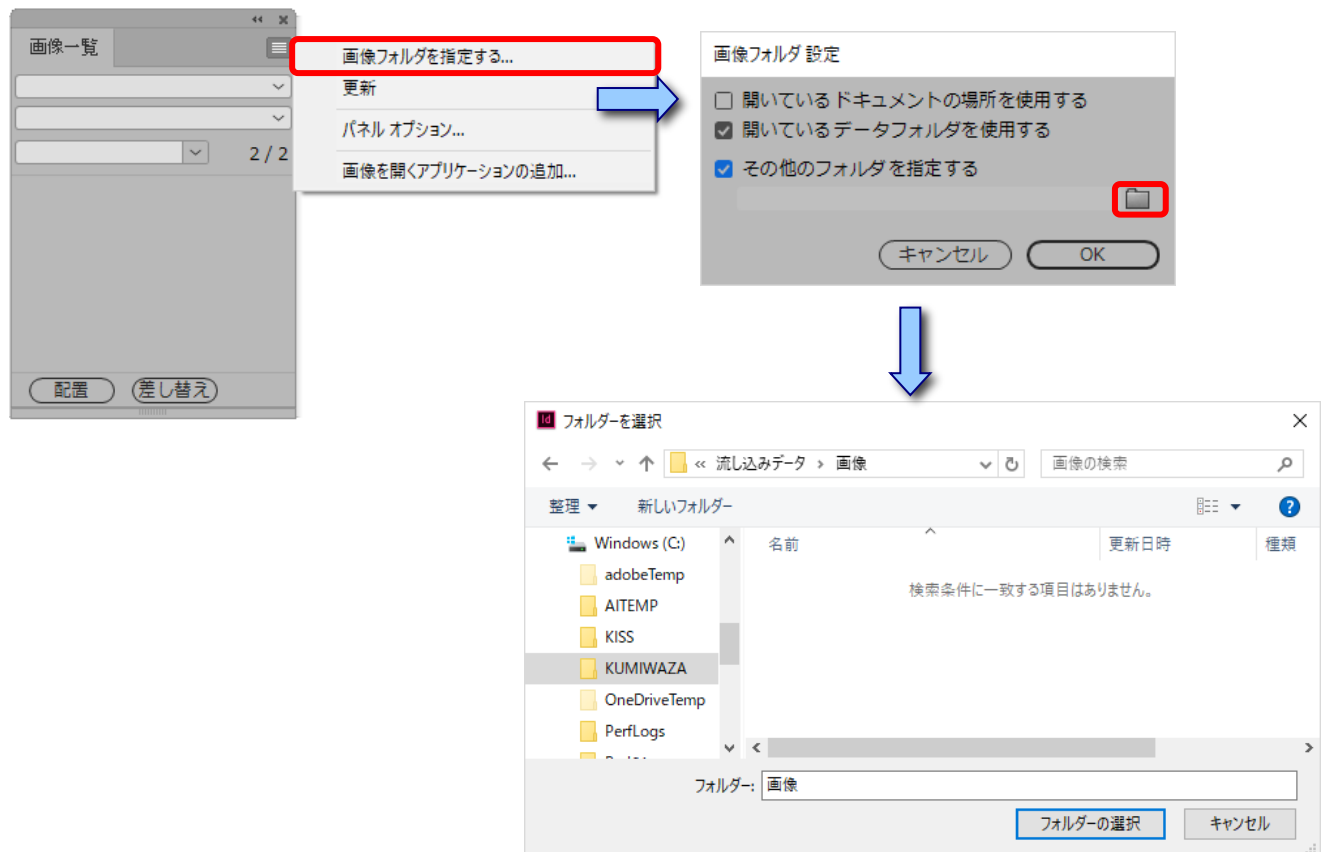 画像一覧
2 / 2
配置
差し替え
画像フォルダを指定する...
更新
パネル オプション...
画像を開くアプリケーションの追加...
画像フォルダ 設定
開いているドキュメントの場所を使用する
開いているデータフォルダを使用する
その他のフォルダを指定する
キャンセル
OK
Id フォルダーを選択
« 流し込みデータ › 画像
画像の検索
整理
新しいフォルダー
?
Windows (C:)
adobeTemp
AITEMP
KISS
KUMIWAZA
OneDriveTemp
PerfLogs
名前
更新日時
種類
検索条件に一致する項目はありません。
フォルダー: 画像
フォルダーの選択
キャンセル